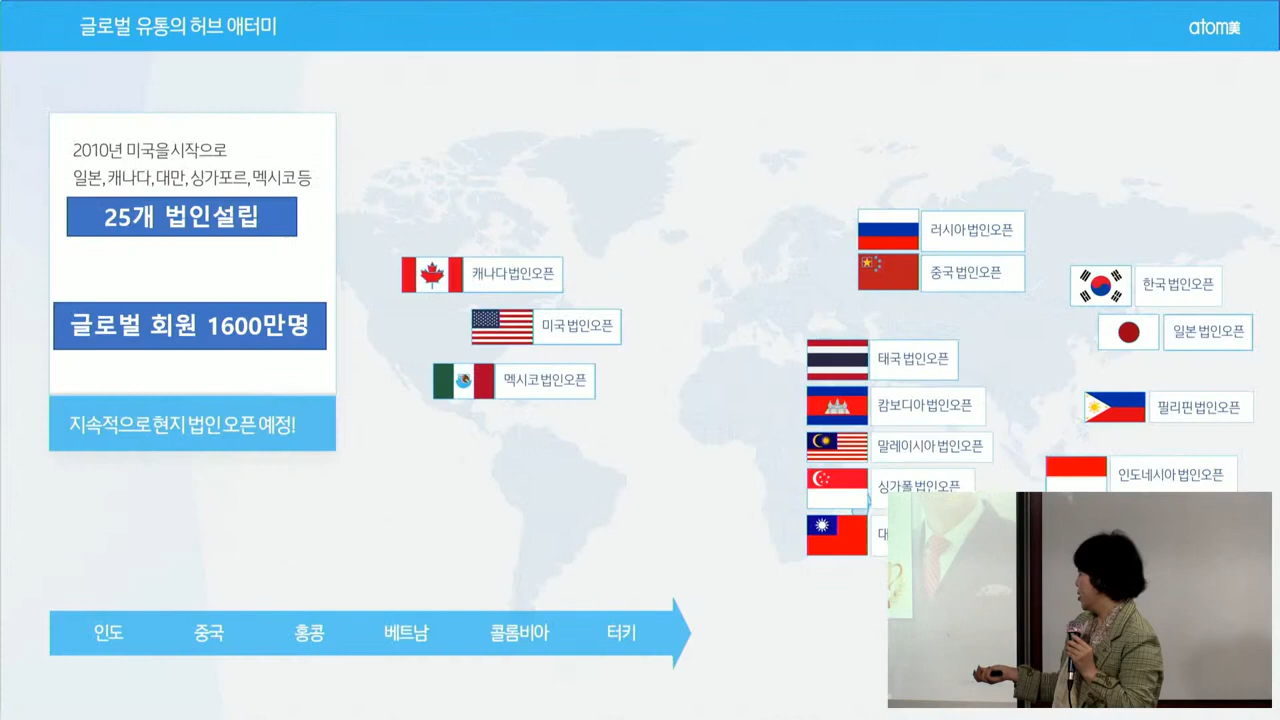 글로벌 유통의 허브 애터미
atom美
2010년 미국을시작으로
일본, 캐나다, 대만, 싱가포르, 멕시코 등
25개 법인설립
글로벌 회원 1600만명
지속적으로 현지 법인 오픈 예정!
캐나다 법인오픈
미국 법인오픈
멕시코 법인오픈
러시아 법인오픈
중국 법인오픈
한국 법인오픈
일본 법인오픈
태국 법인오픈
캄보디아 법인오픈
필리핀 법인오픈
말레이시아 법인오픈
인도네시아 법인오픈
싱가폴 법인오픈
대
인도 중국 홍콩 베트남 콜롬비아 터키